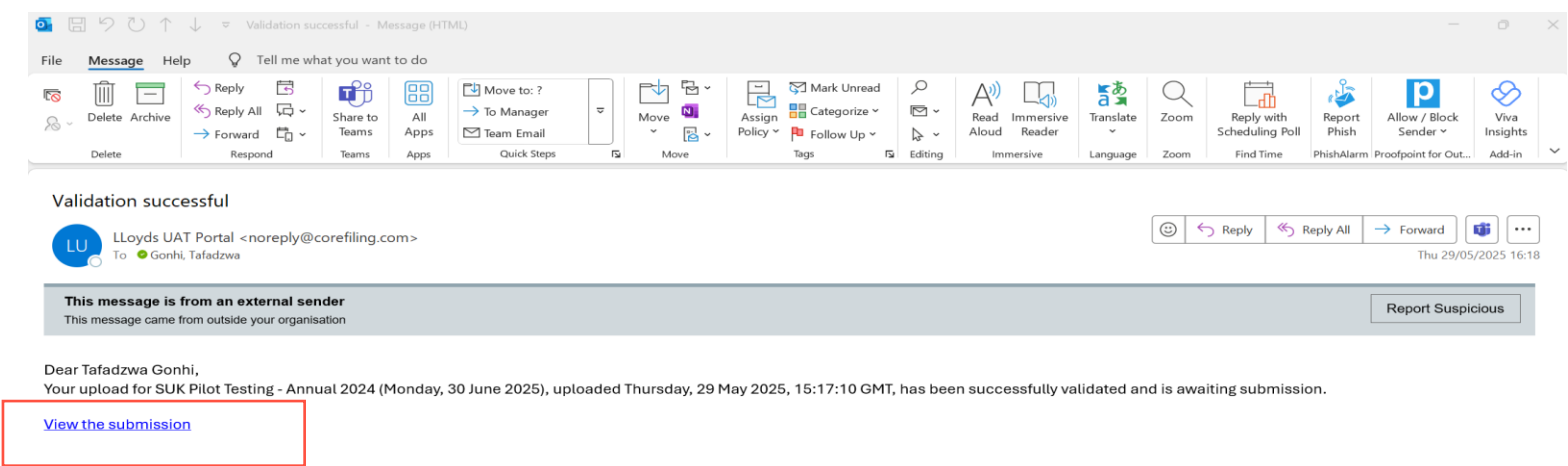 Validation successful - Message (HTML)
File Message Help Tell me what you want to do
Delete Archive
Reply
Reply All
Forward
Delete
Respond
Share to Teams
Teams
All Apps
Apps
Move to: ?
To Manager
Team Email
Quick Steps
Move
Move
Assign Policy
Mark Unread
Categorize
Follow Up
Tags
Editing
Read Aloud
Immersive Reader
Immersive
Translate
Language
Zoom
Zoom
Reply with Scheduling Poll
Find Time
Report Phish
PhishAlarm
Allow / Block Sender
Proofpoint for Out...
Viva Insights
Add-in
Validation successful
LU
LLoyds UAT Portal <noreply@corefiling.com>
To Gonhi, Tafadzwa
Reply Reply All Forward
Thu 29/05/2025 16:18
This message is from an external sender
This message came from outside your organisation
Report Suspicious
Dear Tafadzwa Gonhi,
Your upload for SUK Pilot Testing - Annual 2024 (Monday, 30 June 2025), uploaded Thursday, 29 May 2025, 15:17:10 GMT, has been successfully validated and is awaiting submission.
View the submission